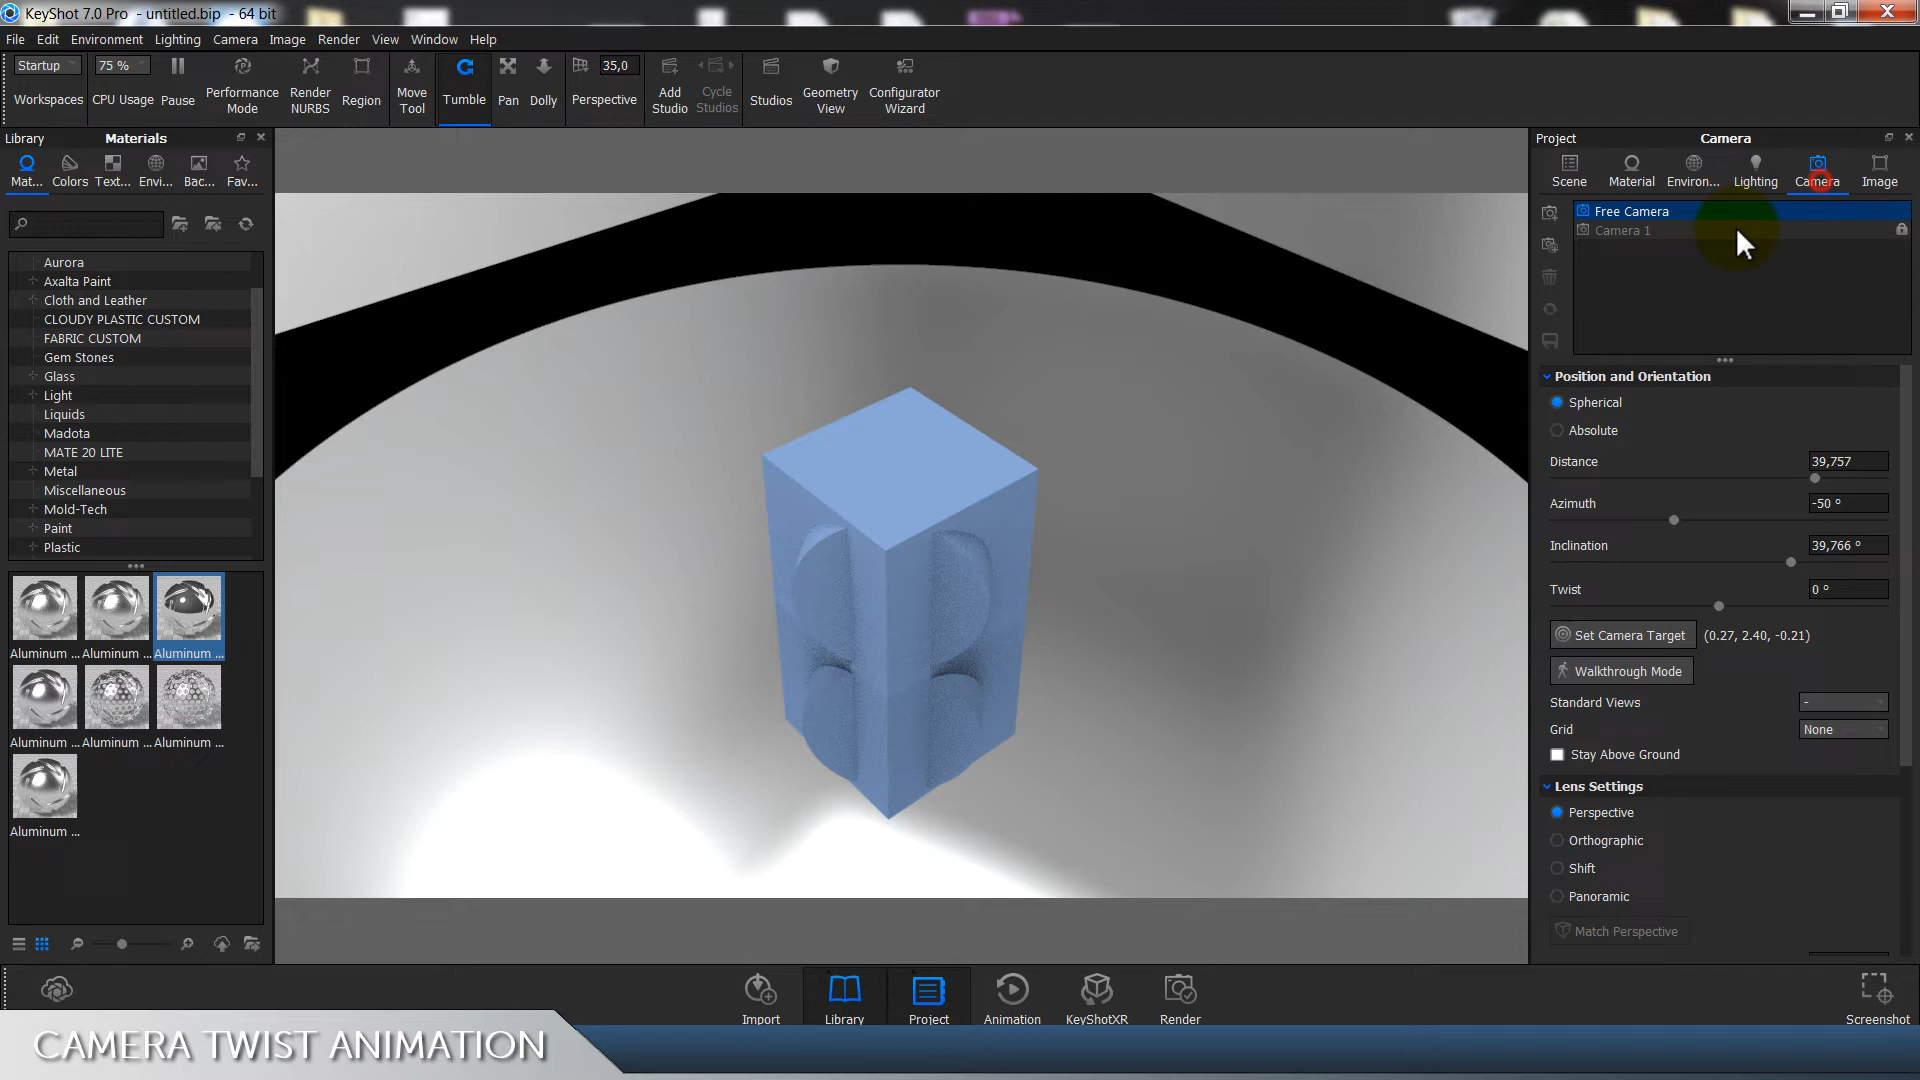 KeyShot 7.0 Pro - untitled.bip - 64 bit
File Edit Environment Lighting Camera Image Render View Window Help
Startup 75 % 35,0
Workspaces CPU Usage Pause Performance Mode Render NURBS Region Move Tool Tumble Pan Dolly Perspective Add Studio Cycle Studios Studios Geometry View Configurator Wizard
Library Materials
Mat... Colors Text... Envi... Bac... Fav...
Aurora
Axalta Paint
Cloth and Leather
CLOUDY PLASTIC CUSTOM
FABRIC CUSTOM
Gem Stones
Glass
Light
Liquids
Madota
MATE 20 LITE
Metal
Miscellaneous
Mold-Tech
Paint
Plastic
Aluminum ... Aluminum ... Aluminum ...
Aluminum ... Aluminum ... Aluminum ...
Aluminum ...
Project Camera
Scene Material Environ... Lighting Camera Image
Free Camera
Camera 1
Position and Orientation
Spherical
Absolute
Distance 39,757
Azimuth -50 °
Inclination 39,766 °
Twist 0 °
Set Camera Target (0.27, 2.40, -0.21)
Walkthrough Mode
Standard Views -
Grid None
Stay Above Ground
Lens Settings
Perspective
Orthographic
Shift
Panoramic
Match Perspective
Import Library Project Animation KeyShotXR Render Screenshot
CAMERA TWIST ANIMATION